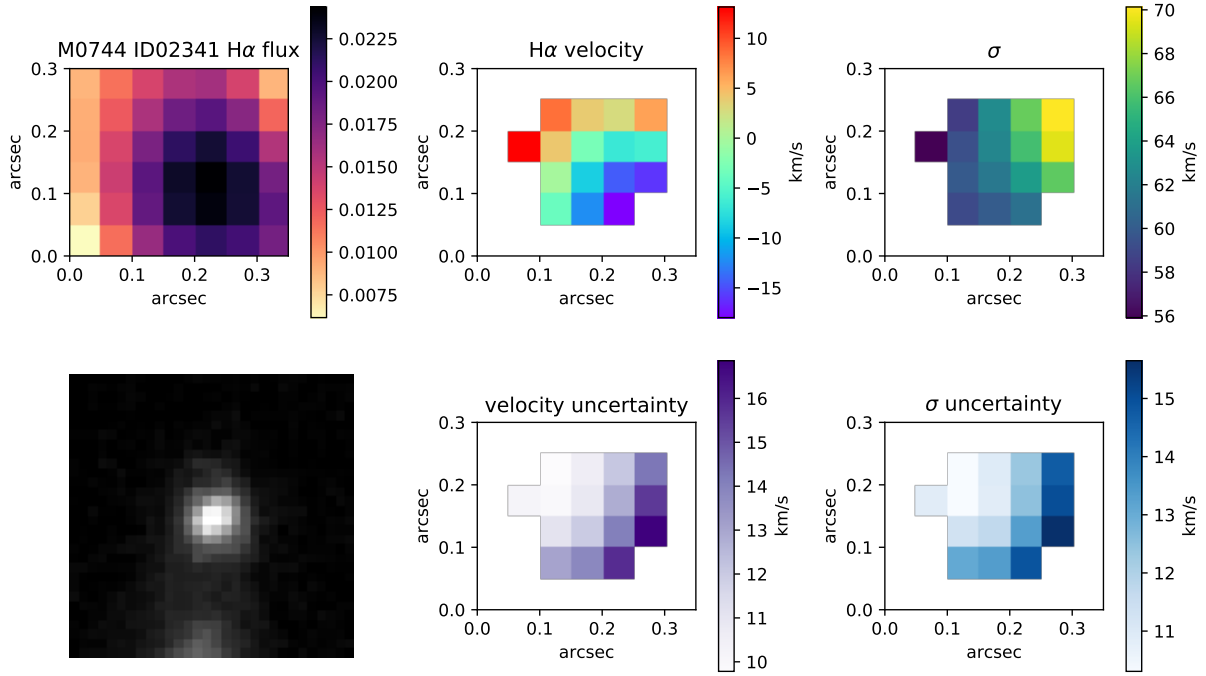 M0744 ID02341 Hα flux
0.3
0.2
0.1
0.0
arcsec
0.0 0.1 0.2 0.3
arcsec
0.0225
0.0200
0.0175
0.0150
0.0125
0.0100
0.0075
Hα velocity
0.3
0.2
0.1
0.0
arcsec
0.0 0.1 0.2 0.3
arcsec
10
5
0
−5
−10
−15
km/s
σ
0.3
0.2
0.1
0.0
arcsec
0.0 0.1 0.2 0.3
arcsec
70
68
66
64
62
60
58
56
km/s
velocity uncertainty
0.3
0.2
0.1
0.0
arcsec
0.0 0.1 0.2 0.3
arcsec
16
15
14
13
12
11
10
km/s
σ uncertainty
0.3
0.2
0.1
0.0
arcsec
0.0 0.1 0.2 0.3
arcsec
15
14
13
12
11
km/s